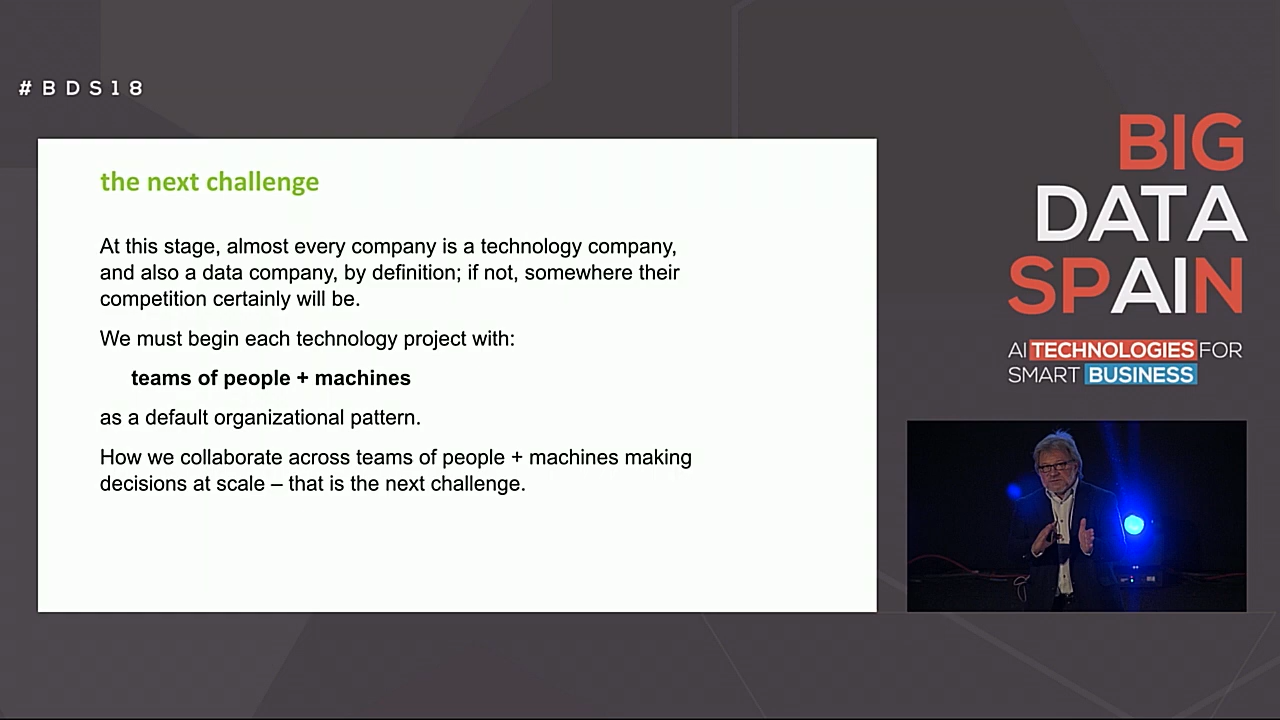 #BDS18
the next challenge
At this stage, almost every company is a technology company,
and also a data company, by definition; if not, somewhere their
competition certainly will be.
We must begin each technology project with:
teams of people + machines
as a default organizational pattern.
How we collaborate across teams of people + machines making
decisions at scale – that is the next challenge.
BIG
DATA
SPAIN
AI TECHNOLOGIES FOR
SMART BUSINESS